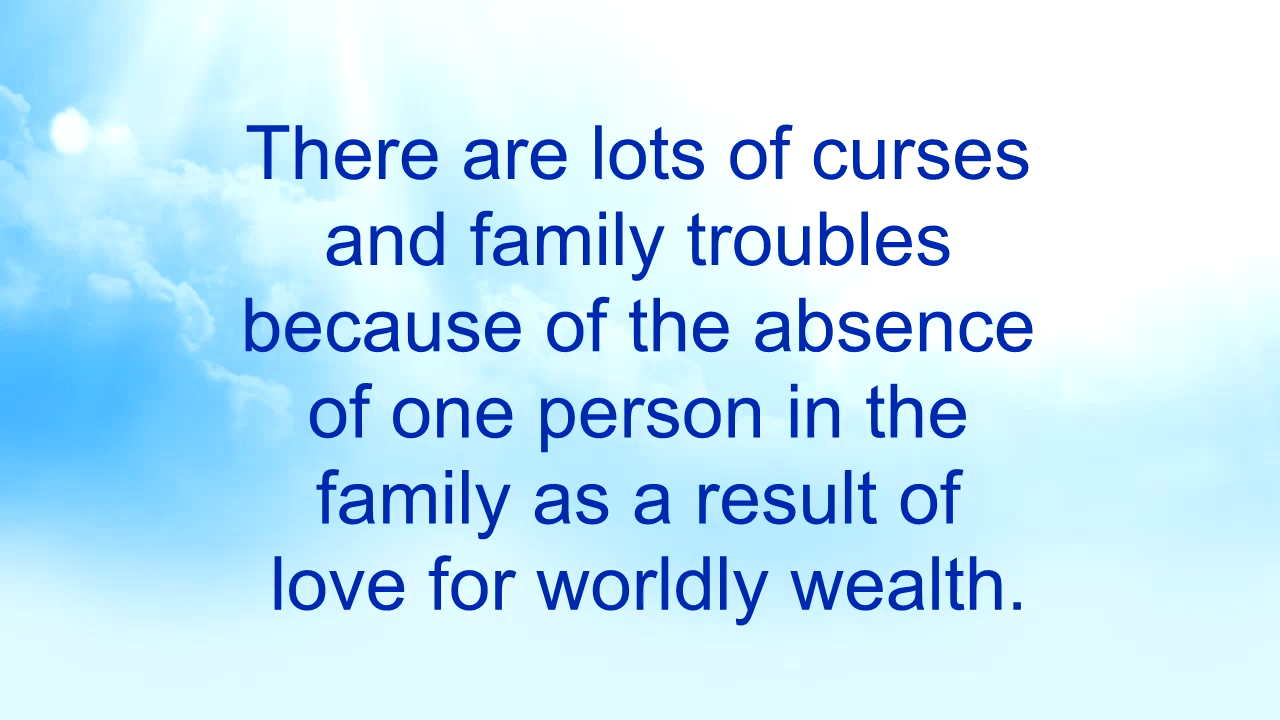 There are lots of curses
and family troubles
because of the absence
of one person in the
family as a result of
love for worldly wealth.